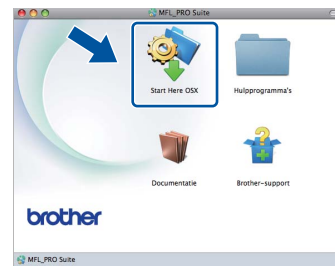 MFL_PRO Suite
Start Here OSX
Hulpprogramma's
Documentatie
Brother-support
brother
MFL_PRO Suite